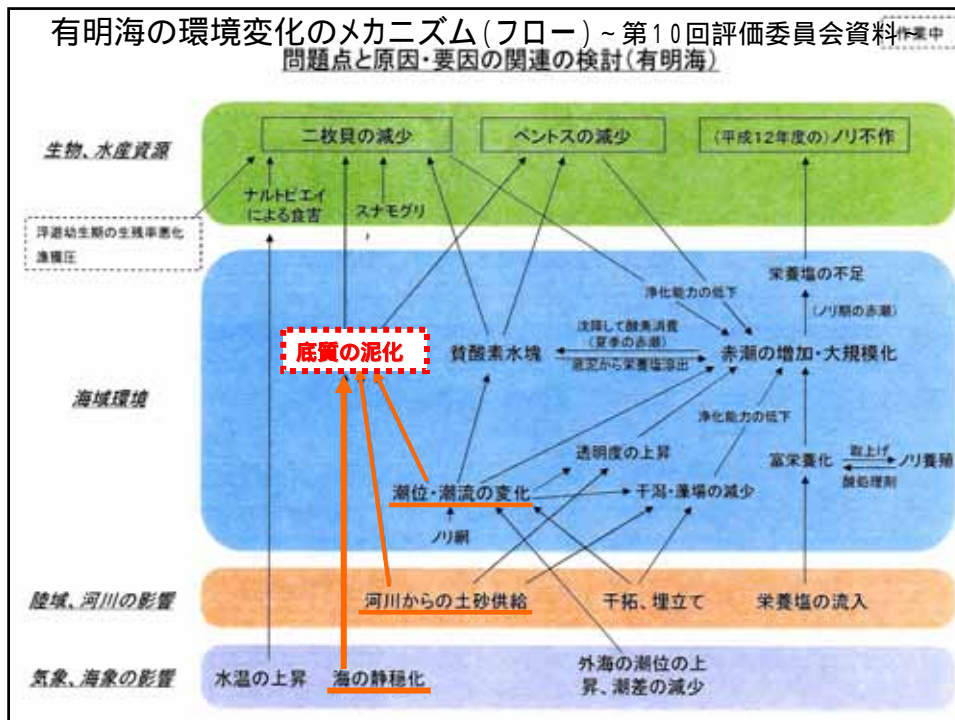 有明海の環境変化のメカニズム(フロー)~第10回評価委員会資料~
作業中
問題点と原因・要因の関連の検討(有明海)
生物、水産資源
二枚貝の減少
ベントスの減少
(平成12年度の)ノリ不作
ナルトビエイ
による食害
スナモグリ
浮遊幼生期の生残率悪化
漁獲圧
栄養塩の不足
浄化能力の低下
(ノリ期の赤潮)
沈降して酸素消費
(夏季の赤潮)
底質の泥化
貧酸素水塊
赤潮の増加・大規模化
底泥から栄養塩溶出
海域環境
浄化能力の低下
透明度の上昇
富栄養化
取上げ
ノリ養殖
酸処理剤
潮位・潮流の変化
干潟・藻場の減少
ノリ網
陸域、河川の影響
河川からの土砂供給
干拓、埋立て
栄養塩の流入
気象、海象の影響
水温の上昇
海の静穏化
外海の潮位の上
昇、潮差の減少